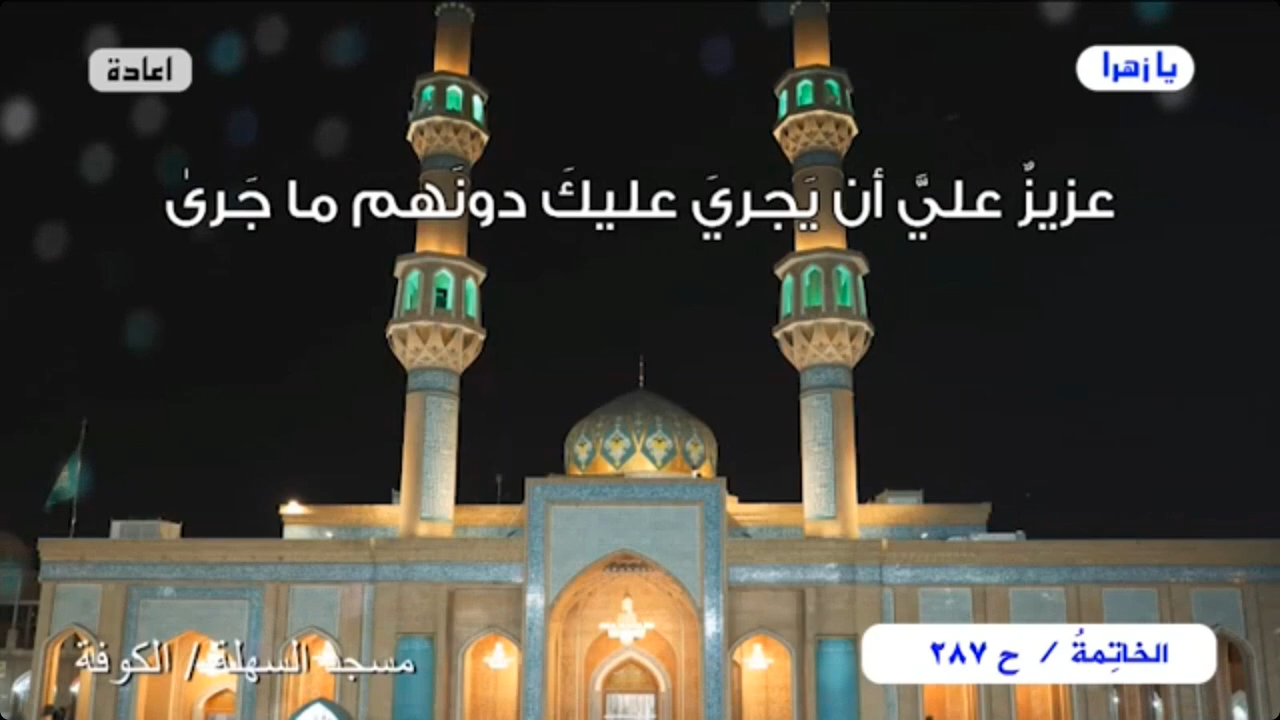 يا زهرا
اعادة
عزيزٌ عليَّ أن يَجريَ عليكَ دونَهم ما جَرىٰ
الخاتِمةُ / ح ٢٨٧
مسجد السهلة / الكوفة